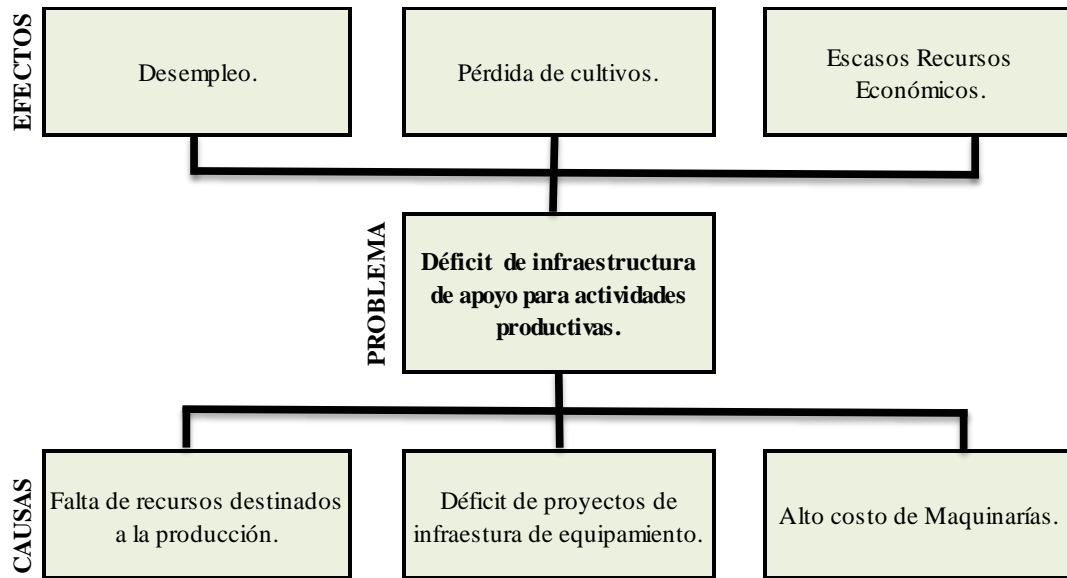 EFECTOS
Desempleo.
Pérdida de cultivos.
Escasos Recursos
Económicos.
PROBLEMA
Déficit de infraestructura
de apoyo para actividades
productivas.
CAUSAS
Falta de recursos destinados
a la producción.
Déficit de proyectos de
infraestura de equipamiento.
Alto costo de Maquinarías.